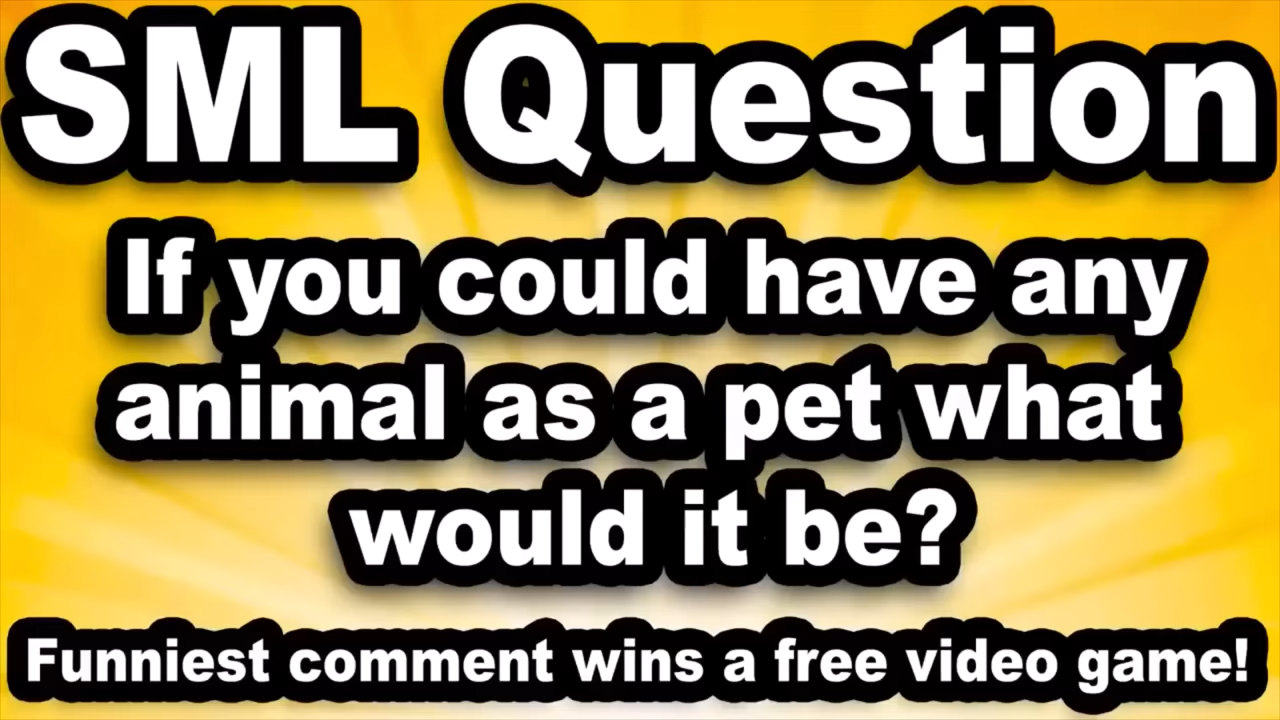 SML Question
If you could have any
animal as a pet what
would it be?
Funniest comment wins a free video game!